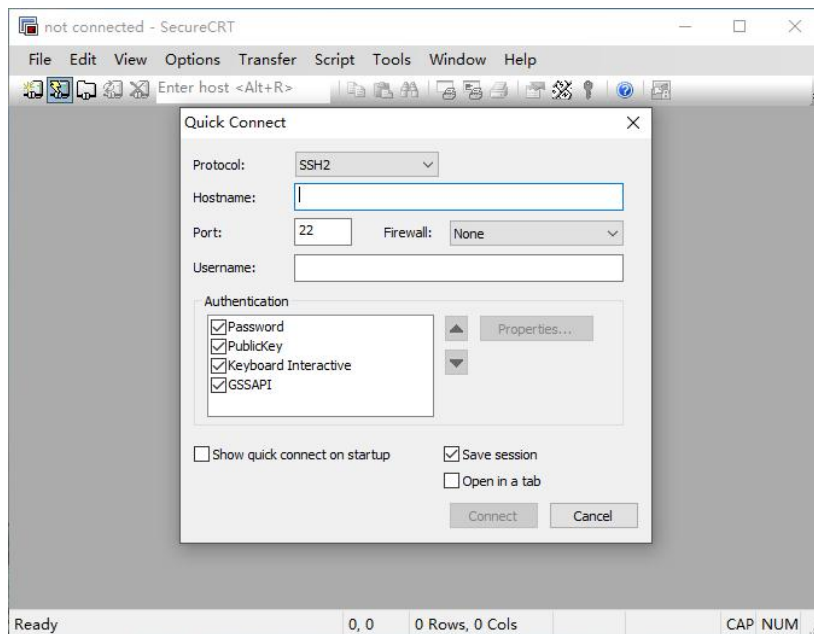 not connected - SecureCRT
File Edit View Options Transfer Script Tools Window Help
Enter host <Alt+R>
Quick Connect
Protocol: SSH2
Hostname:
Port: 22 Firewall: None
Username:
Authentication
Password
PublicKey
Keyboard Interactive
GSSAPI
Properties...
Show quick connect on startup
Save session
Open in a tab
Connect Cancel
Ready 0, 0 0 Rows, 0 Cols CAP NUM